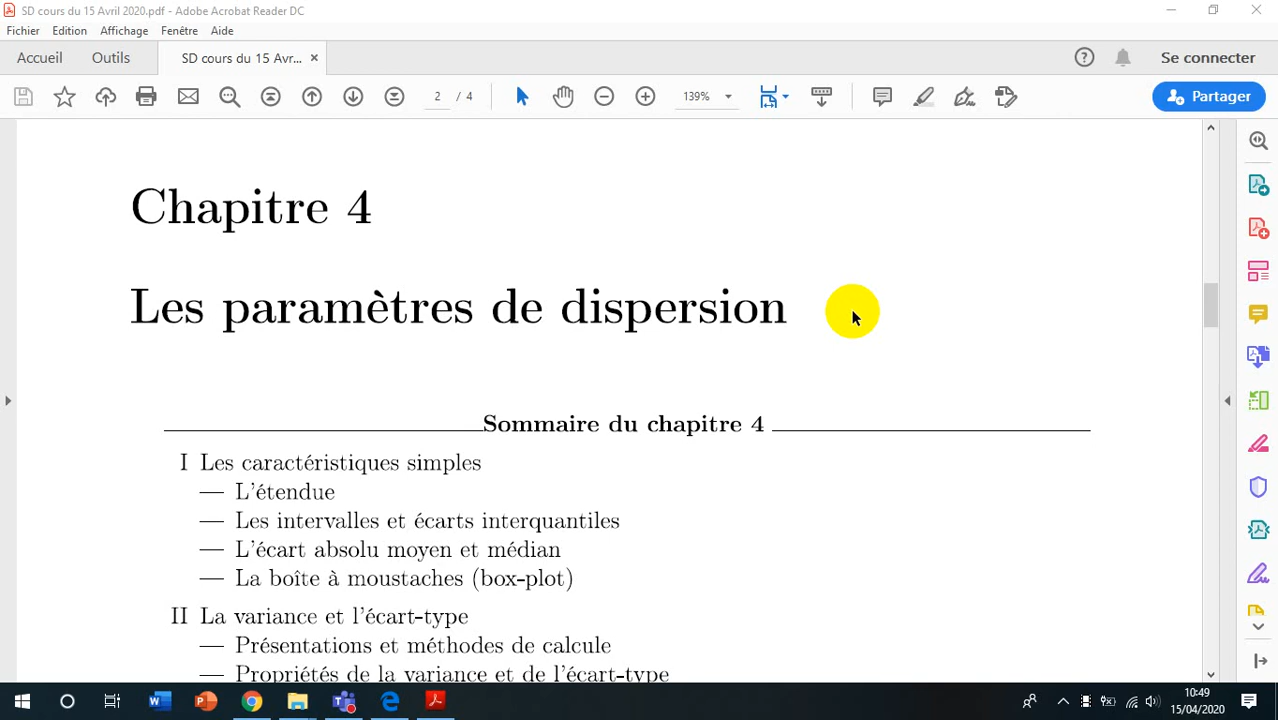 SD cours du 15 Avril 2020.pdf - Adobe Acrobat Reader DC
Fichier Edition Affichage Fenêtre Aide
Accueil Outils SD cours du 15 Avr... Se connecter
2 / 4 139% Partager
Chapitre 4
Les paramètres de dispersion
Sommaire du chapitre 4
I Les caractéristiques simples
— L'étendue
— Les intervalles et écarts interquantiles
— L'écart absolu moyen et médian
— La boîte à moustaches (box-plot)
II La variance et l'écart-type
— Présentations et méthodes de calcule
— Propriétés de la variance et de l'écart-type
10:49
15/04/2020